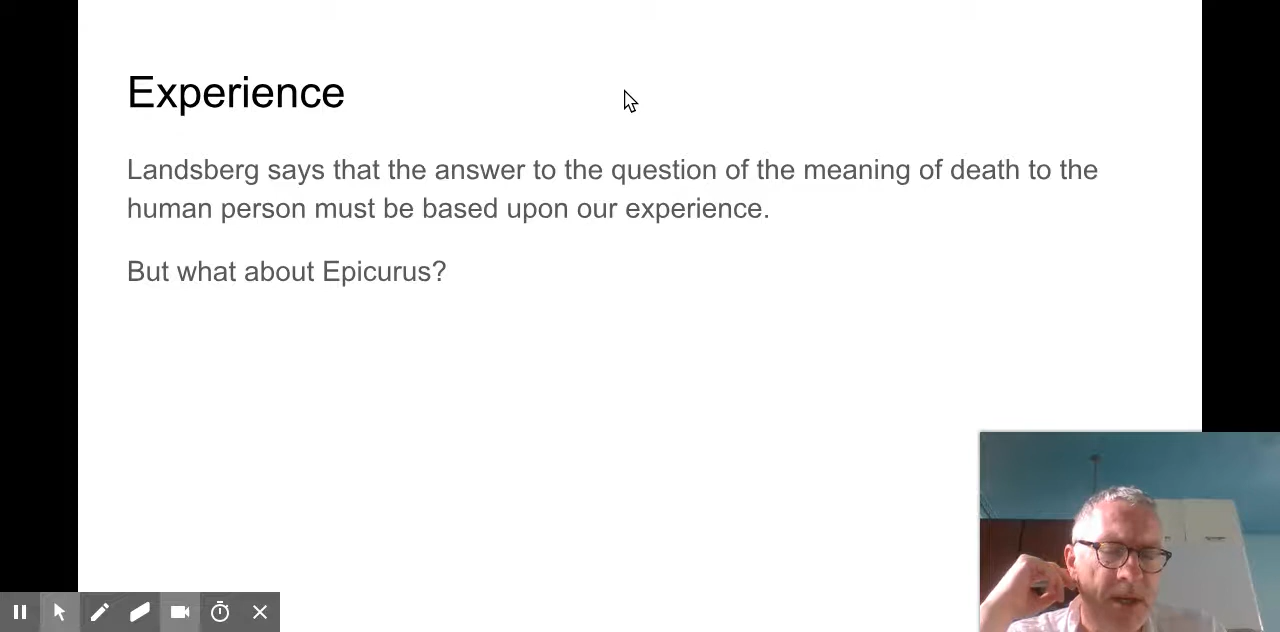 Experience
Landsberg says that the answer to the question of the meaning of death to the
human person must be based upon our experience.
But what about Epicurus?